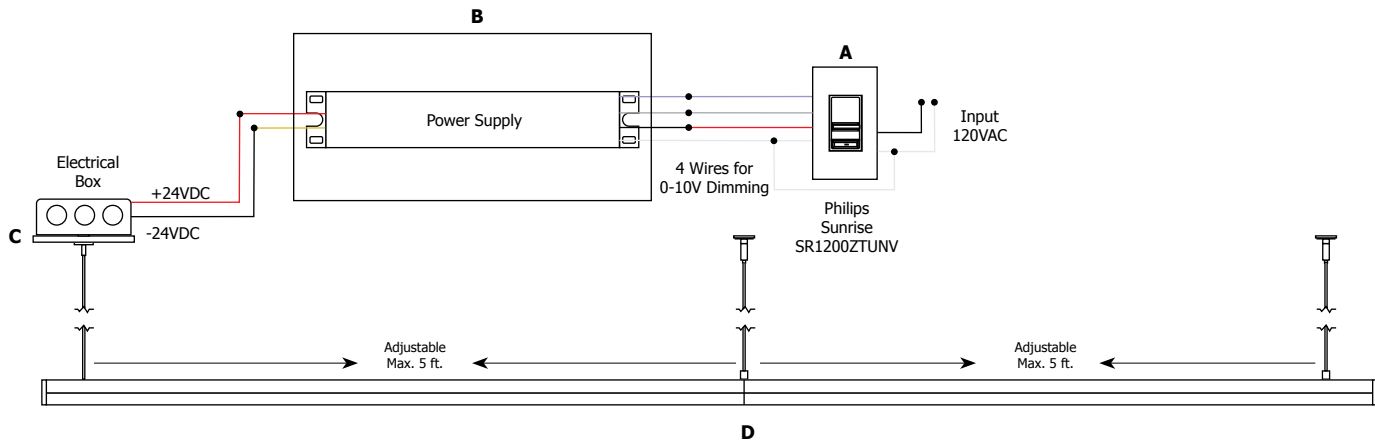 B
A
Power Supply
Input
120VAC
4 Wires for
0-10V Dimming
Electrical
Box
+24VDC
-24VDC
C
Philips
Sunrise
SR1200ZTUNV
Adjustable
Max. 5 ft.
Adjustable
Max. 5 ft.
D